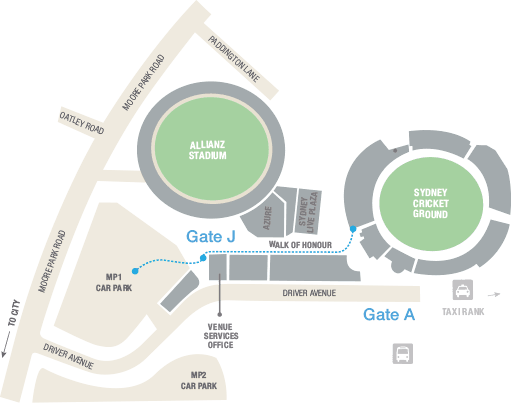 PADDINGTON LANE
MOORE PARK ROAD
OATLEY ROAD
ALLIANZ
STADIUM
SYDNEY
CRICKET
GROUND
AZURE
SYDNEY
LIVE PLAZA
Gate J
WALK OF HONOUR
MOORE PARK ROAD
MP1
CAR PARK
DRIVER AVENUE
Gate A
TAXI RANK
TO CITY
VENUE
SERVICES
OFFICE
DRIVER AVENUE
MP2
CAR PARK